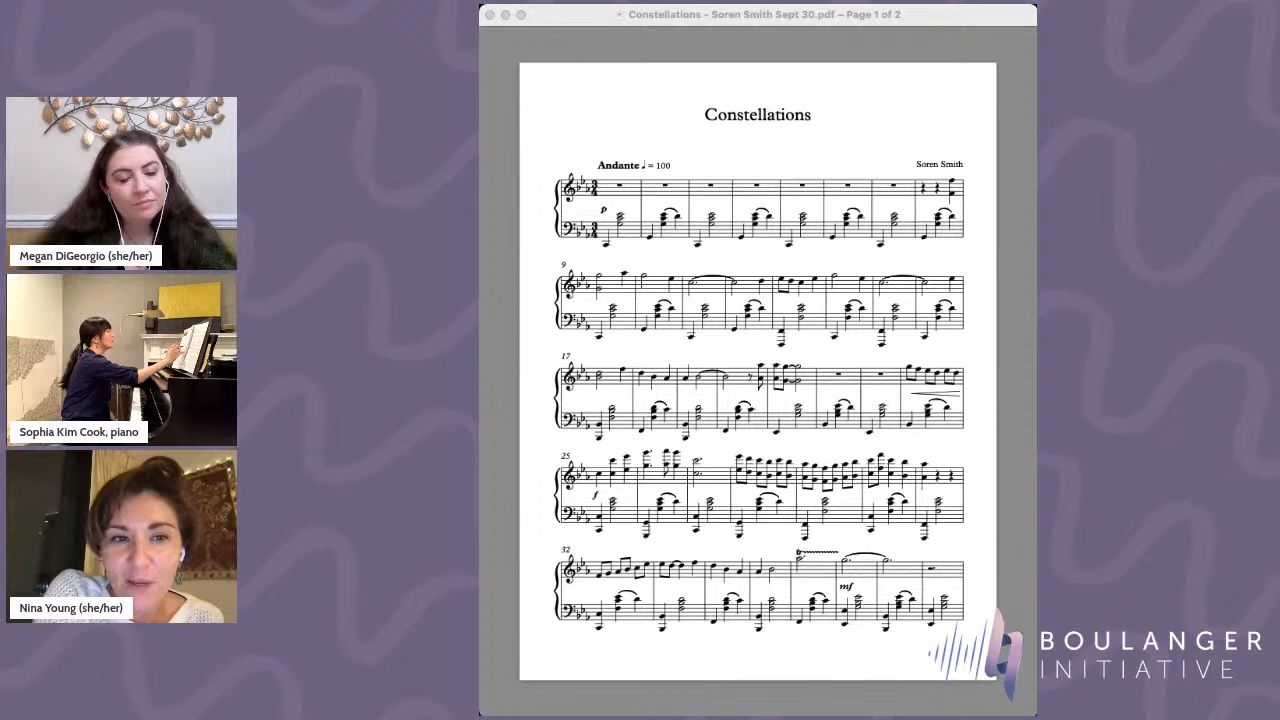 Constellations – Soren Smith Sept 30.pdf – Page 1 of 2
Constellations
Andante ♩ = 100
Soren Smith
p
9
17
25
f
32
tr
mf
Megan DiGeorgio (she/her)
Sophia Kim Cook, piano
Nina Young (she/her)
BOULANGER
INITIATIVE